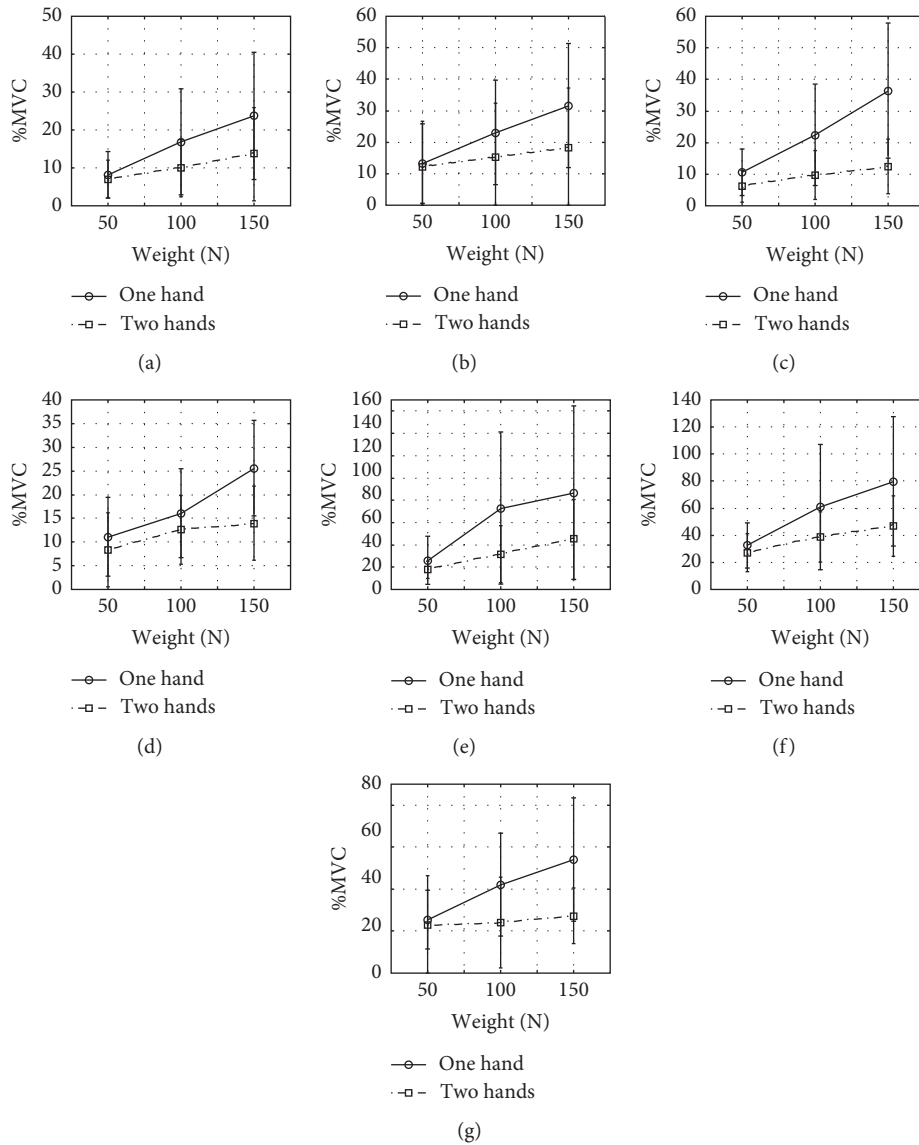 50
40
30
20
10
0
%MVC
50 100 150
Weight (N)
One hand
Two hands
(a)
60
50
40
30
20
10
0
%MVC
50 100 150
Weight (N)
One hand
Two hands
(b)
60
50
40
30
20
10
0
%MVC
50 100 150
Weight (N)
One hand
Two hands
(c)
40
35
30
25
20
15
10
5
0
%MVC
50 100 150
Weight (N)
One hand
Two hands
(d)
160
140
120
100
80
60
40
20
0
%MVC
50 100 150
Weight (N)
One hand
Two hands
(e)
140
120
100
80
60
40
20
0
%MVC
50 100 150
Weight (N)
One hand
Two hands
(f)
80
60
40
20
0
%MVC
50 100 150
Weight (N)
One hand
Two hands
(g)